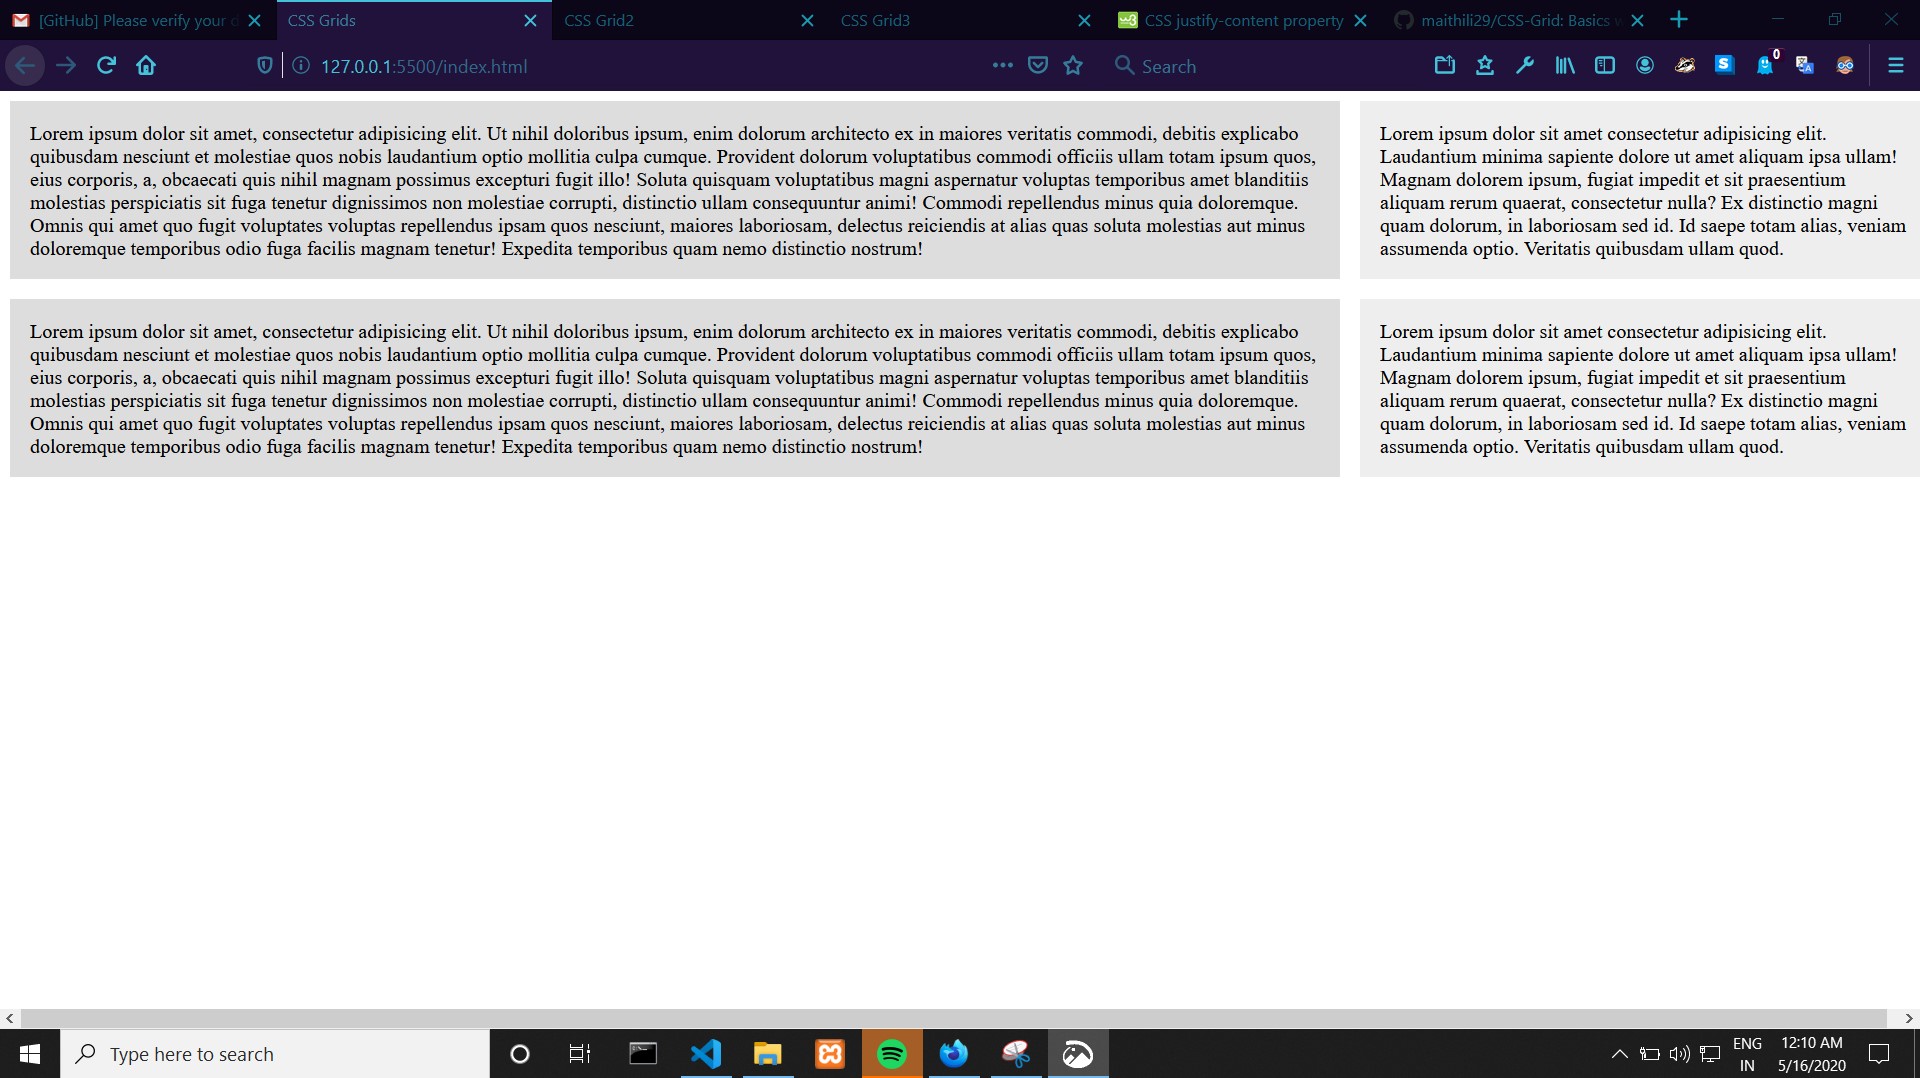 [GitHub] Please verify your d
CSS Grids
CSS Grid2
CSS Grid3
CSS justify-content property
maithili29/CSS-Grid: Basics w
127.0.0.1:5500/index.html
Search
0
Lorem ipsum dolor sit amet, consectetur adipisicing elit. Ut nihil doloribus ipsum, enim dolorum architecto ex in maiores veritatis commodi, debitis explicabo
quibusdam nesciunt et molestiae quos nobis laudantium optio mollitia culpa cumque. Provident dolorum voluptatibus commodi officiis ullam totam ipsum quos,
eius corporis, a, obcaecati quis nihil magnam possimus excepturi fugit illo! Soluta quisquam voluptatibus magni aspernatur voluptas temporibus amet blanditiis
molestias perspiciatis sit fuga tenetur dignissimos non molestiae corrupti, distinctio ullam consequuntur animi! Commodi repellendus minus quia doloremque.
Omnis qui amet quo fugit voluptates voluptas repellendus ipsam quos nesciunt, maiores laboriosam, delectus reiciendis at alias quas soluta molestias aut minus
doloremque temporibus odio fuga facilis magnam tenetur! Expedita temporibus quam nemo distinctio nostrum!
Lorem ipsum dolor sit amet consectetur adipisicing elit.
Laudantium minima sapiente dolore ut amet aliquam ipsa ullam!
Magnam dolorem ipsum, fugiat impedit et sit praesentium
aliquam rerum quaerat, consectetur nulla? Ex distinctio magni
quam dolorum, in laboriosam sed id. Id saepe totam alias, veniam
assumenda optio. Veritatis quibusdam ullam quod.
Lorem ipsum dolor sit amet, consectetur adipisicing elit. Ut nihil doloribus ipsum, enim dolorum architecto ex in maiores veritatis commodi, debitis explicabo
quibusdam nesciunt et molestiae quos nobis laudantium optio mollitia culpa cumque. Provident dolorum voluptatibus commodi officiis ullam totam ipsum quos,
eius corporis, a, obcaecati quis nihil magnam possimus excepturi fugit illo! Soluta quisquam voluptatibus magni aspernatur voluptas temporibus amet blanditiis
molestias perspiciatis sit fuga tenetur dignissimos non molestiae corrupti, distinctio ullam consequuntur animi! Commodi repellendus minus quia doloremque.
Omnis qui amet quo fugit voluptates voluptas repellendus ipsam quos nesciunt, maiores laboriosam, delectus reiciendis at alias quas soluta molestias aut minus
doloremque temporibus odio fuga facilis magnam tenetur! Expedita temporibus quam nemo distinctio nostrum!
Lorem ipsum dolor sit amet consectetur adipisicing elit.
Laudantium minima sapiente dolore ut amet aliquam ipsa ullam!
Magnam dolorem ipsum, fugiat impedit et sit praesentium
aliquam rerum quaerat, consectetur nulla? Ex distinctio magni
quam dolorum, in laboriosam sed id. Id saepe totam alias, veniam
assumenda optio. Veritatis quibusdam ullam quod.
Type here to search
ENG
IN
12:10 AM
5/16/2020